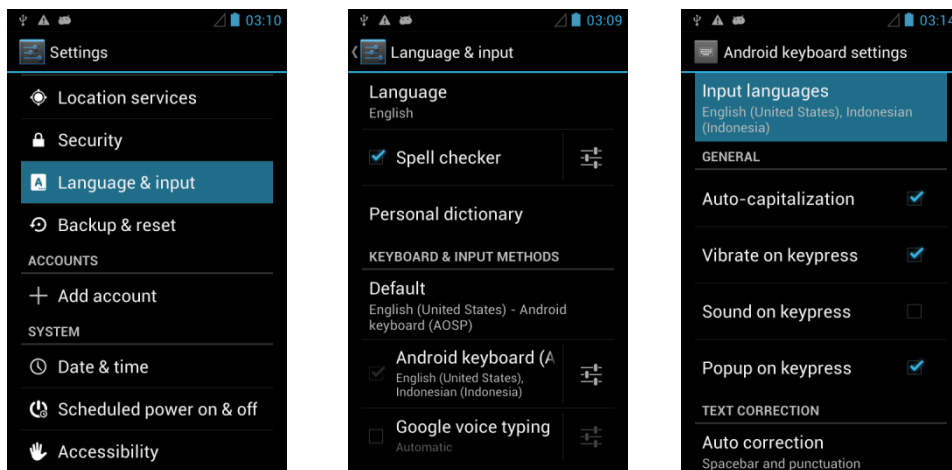 03:10
Settings
Location services
Security
Language & input
Backup & reset
ACCOUNTS
Add account
SYSTEM
Date & time
Scheduled power on & off
Accessibility
03:09
Language & input
Language
English
Spell checker
Personal dictionary
KEYBOARD & INPUT METHODS
Default
English (United States) - Android
keyboard (AOSP)
Android keyboard (A
English (United States),
Indonesian (Indonesia)
Google voice typing
Automatic
03:14
Android keyboard settings
Input languages
English (United States), Indonesian
(Indonesia)
GENERAL
Auto-capitalization
Vibrate on keypress
Sound on keypress
Popup on keypress
TEXT CORRECTION
Auto correction
Spacebar and punctuation